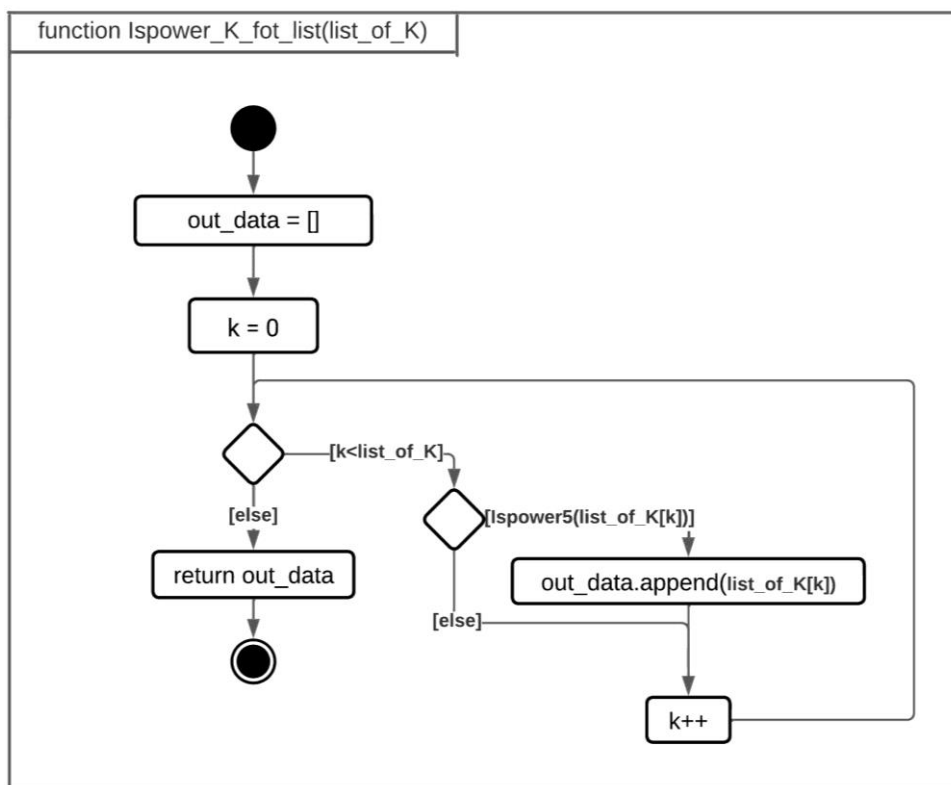 function Ispower_K_fot_list(list_of_K)
out_data = []
k = 0
[k<list_of_K]
[else]
[Ispower5(list_of_K[k])]
return out_data
out_data.append(list_of_K[k])
[else]
k++